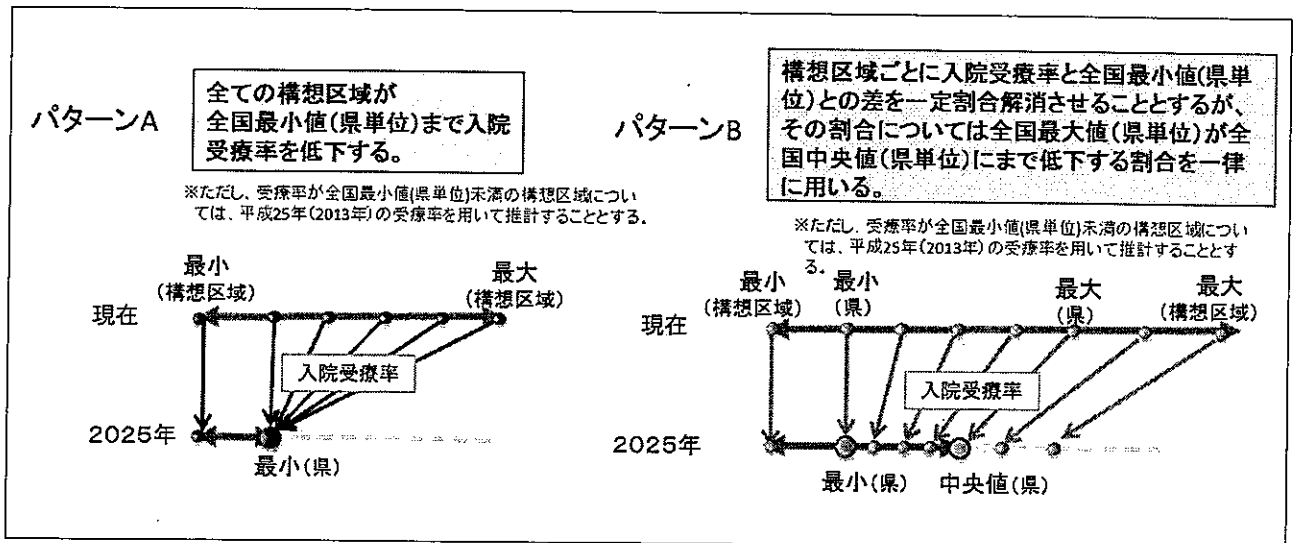 パターンA
全ての構想区域が
全国最小値(県単位)まで入院
受療率を低下する。
※ただし、受療率が全国最小値(県単位)未満の構想区域につい
ては、平成25年(2013年)の受療率を用いて推計することとする。
最小
(構想区域)
最大
(構想区域)
現在
入院受療率
2025年
最小(県)
パターンB
構想区域ごとに入院受療率と全国最小値(県単
位)との差を一定割合解消させることとするが、
その割合については全国最大値(県単位)が全
国中央値(県単位)にまで低下する割合を一律
に用いる。
※ただし、受療率が全国最小値(県単位)未満の構想区域につい
ては、平成25年(2013年)の受療率を用いて推計することとす
る。
最小
(構想区域)
最小
(県)
最大
(県)
最大
(構想区域)
現在
入院受療率
2025年
最小(県)
中央値(県)